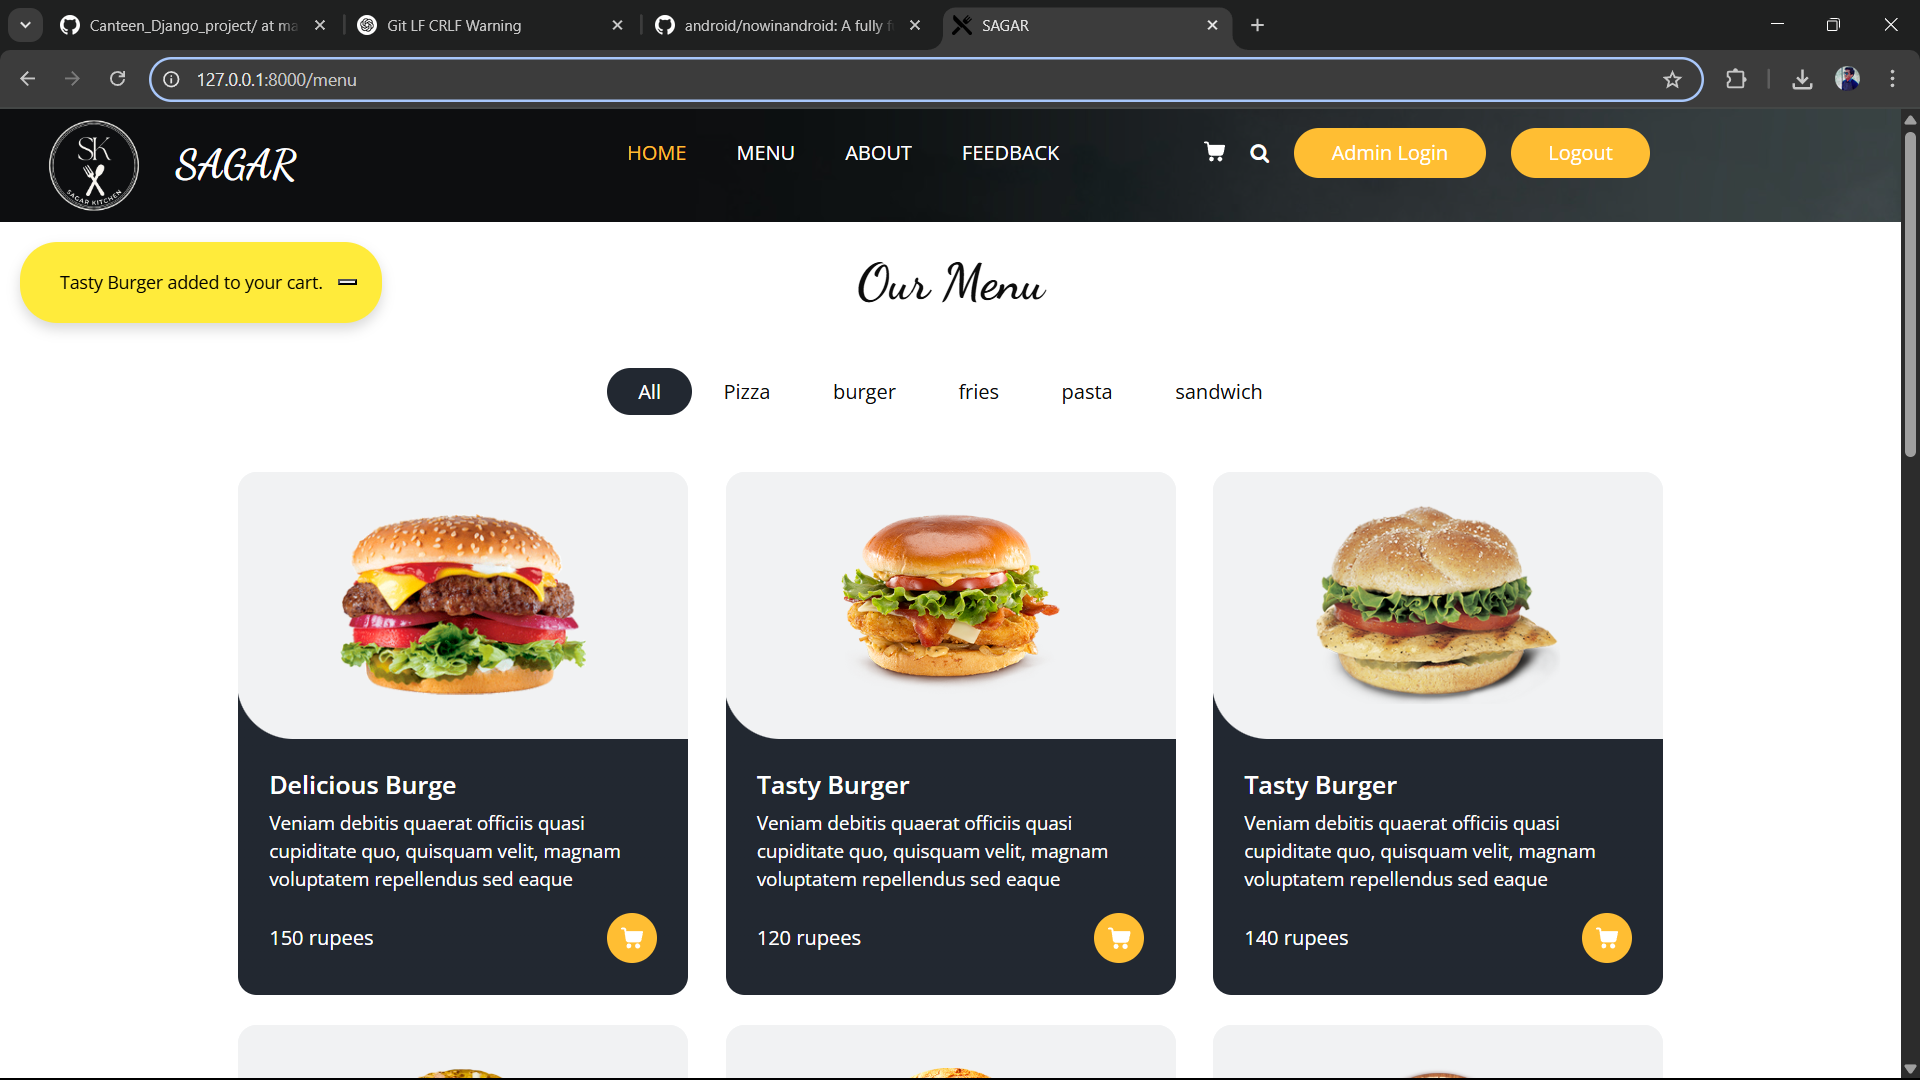 Canteen_Django_project/ at ma
Git LF CRLF Warning
android/nowinandroid: A fully f
SAGAR
127.0.0.1:8000/menu
SK
SAGAR KITCHEN
SAGAR
HOME
MENU
ABOUT
FEEDBACK
Admin Login
Logout
Tasty Burger added to your cart.
Our Menu
All
Pizza
burger
fries
pasta
sandwich
Delicious Burge
Veniam debitis quaerat officiis quasi
cupiditate quo, quisquam velit, magnam
voluptatem repellendus sed eaque
150 rupees
Tasty Burger
Veniam debitis quaerat officiis quasi
cupiditate quo, quisquam velit, magnam
voluptatem repellendus sed eaque
120 rupees
Tasty Burger
Veniam debitis quaerat officiis quasi
cupiditate quo, quisquam velit, magnam
voluptatem repellendus sed eaque
140 rupees